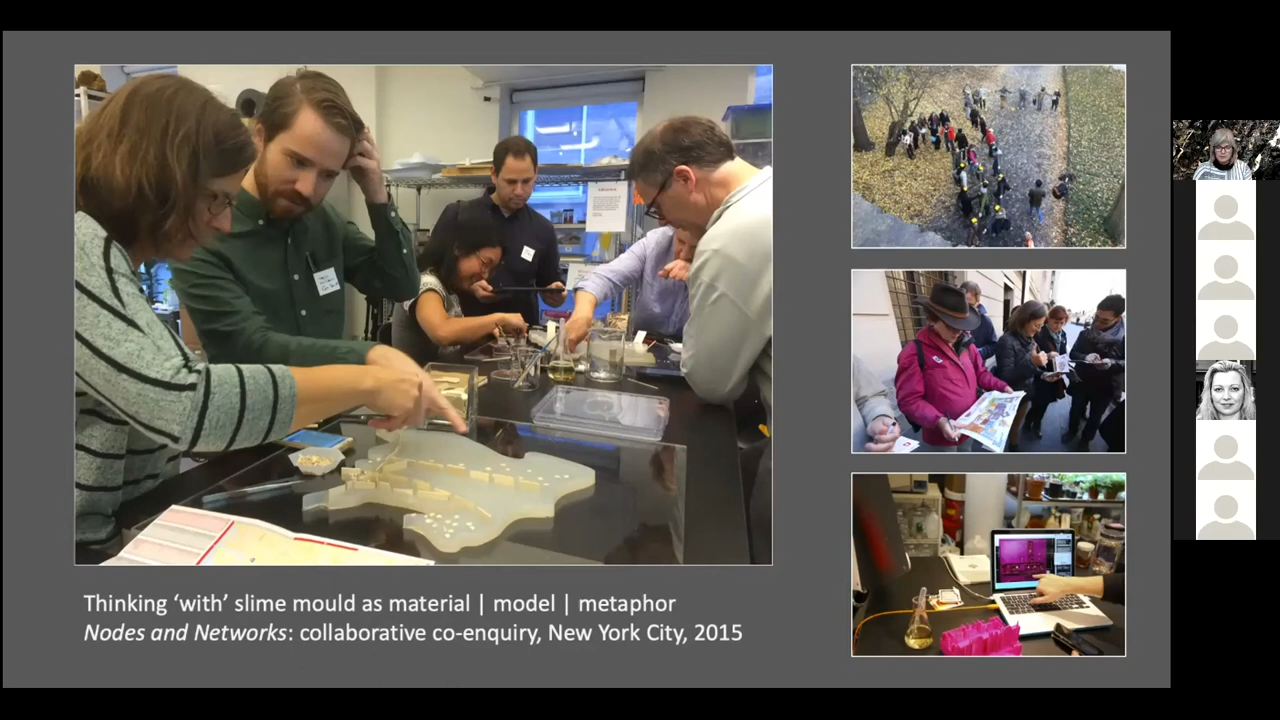 Thinking ‘with’ slime mould as material | model | metaphor
Nodes and Networks: collaborative co-enquiry, New York City, 2015